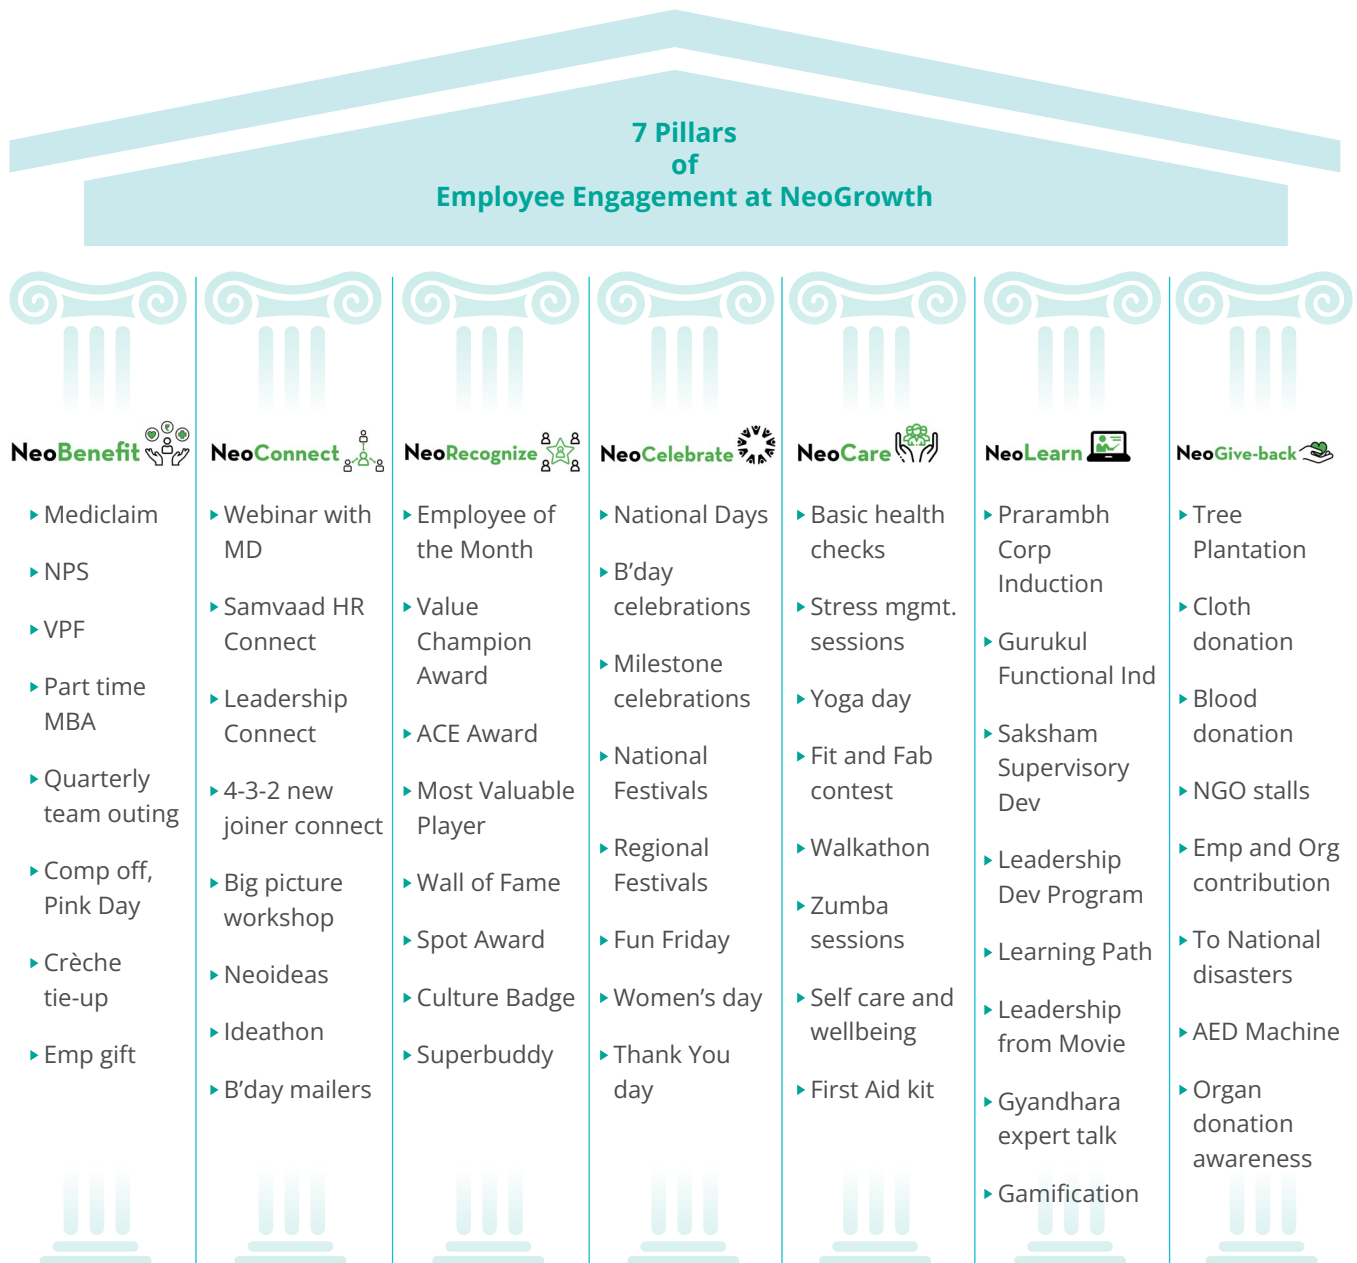 7 Pillars
of
Employee Engagement at NeoGrowth
NeoBenefit
Mediclaim
NPS
VPF
Part time
MBA
Quarterly
team outing
Comp off,
Pink Day
Crèche
tie-up
Emp gift
NeoConnect
Webinar with
MD
Samvaad HR
Connect
Leadership
Connect
4-3-2 new
joiner connect
Big picture
workshop
Neoideas
Ideathon
B’day mailers
NeoRecognize
Employee of
the Month
Value
Champion
Award
ACE Award
Most Valuable
Player
Wall of Fame
Spot Award
Culture Badge
Superbuddy
NeoCelebrate
National Days
B’day
celebrations
Milestone
celebrations
National
Festivals
Regional
Festivals
Fun Friday
Women’s day
Thank You
day
NeoCare
Basic health
checks
Stress mgmt.
sessions
Yoga day
Fit and Fab
contest
Walkathon
Zumba
sessions
Self care and
wellbeing
First Aid kit
NeoLearn
Prarambh
Corp
Induction
Gurukul
Functional Ind
Saksham
Supervisory
Dev
Leadership
Dev Program
Learning Path
Leadership
from Movie
Gyandhara
expert talk
Gamification
NeoGive-back
Tree
Plantation
Cloth
donation
Blood
donation
NGO stalls
Emp and Org
contribution
To National
disasters
AED Machine
Organ
donation
awareness